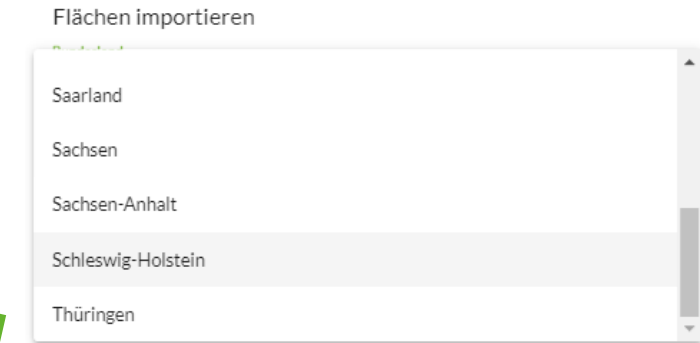 Flächen importieren
Saarland
Sachsen
Sachsen-Anhalt
Schleswig-Holstein
Thüringen